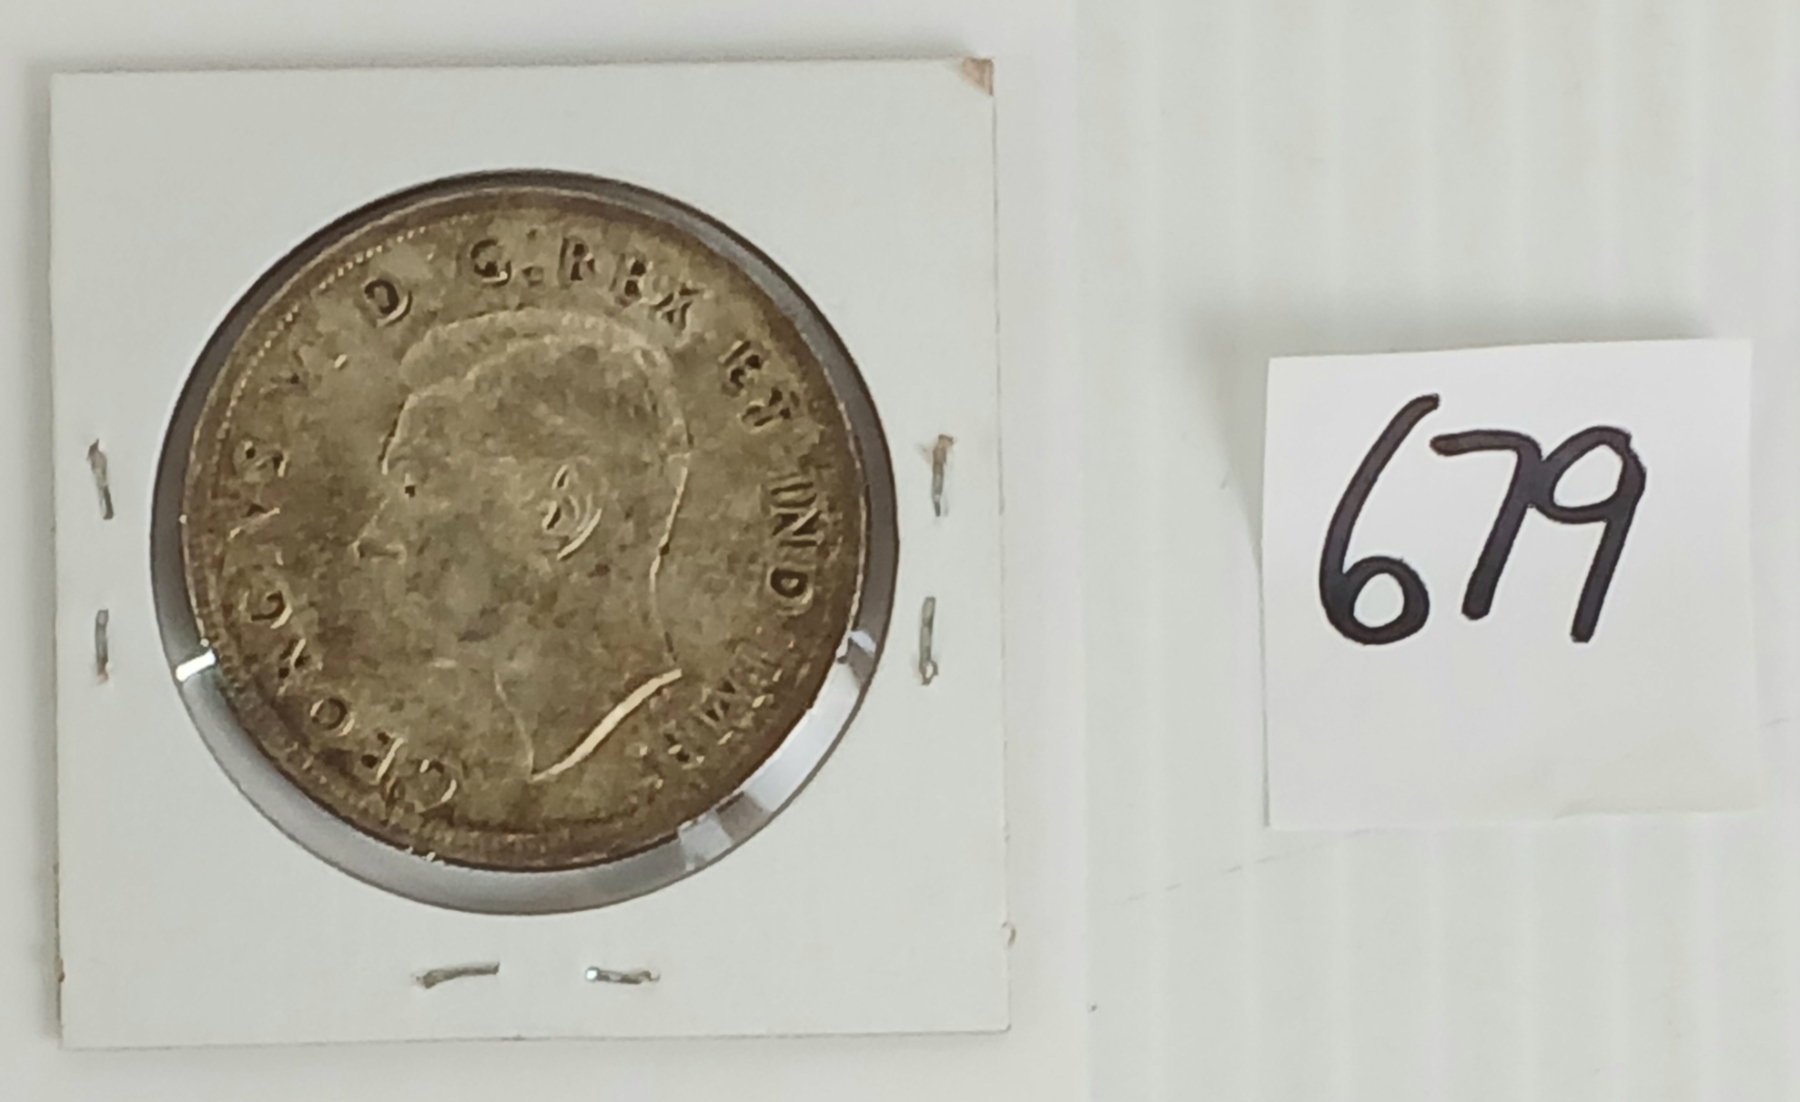 GEORGIVS VI D G:REX ET IND IMP:
679